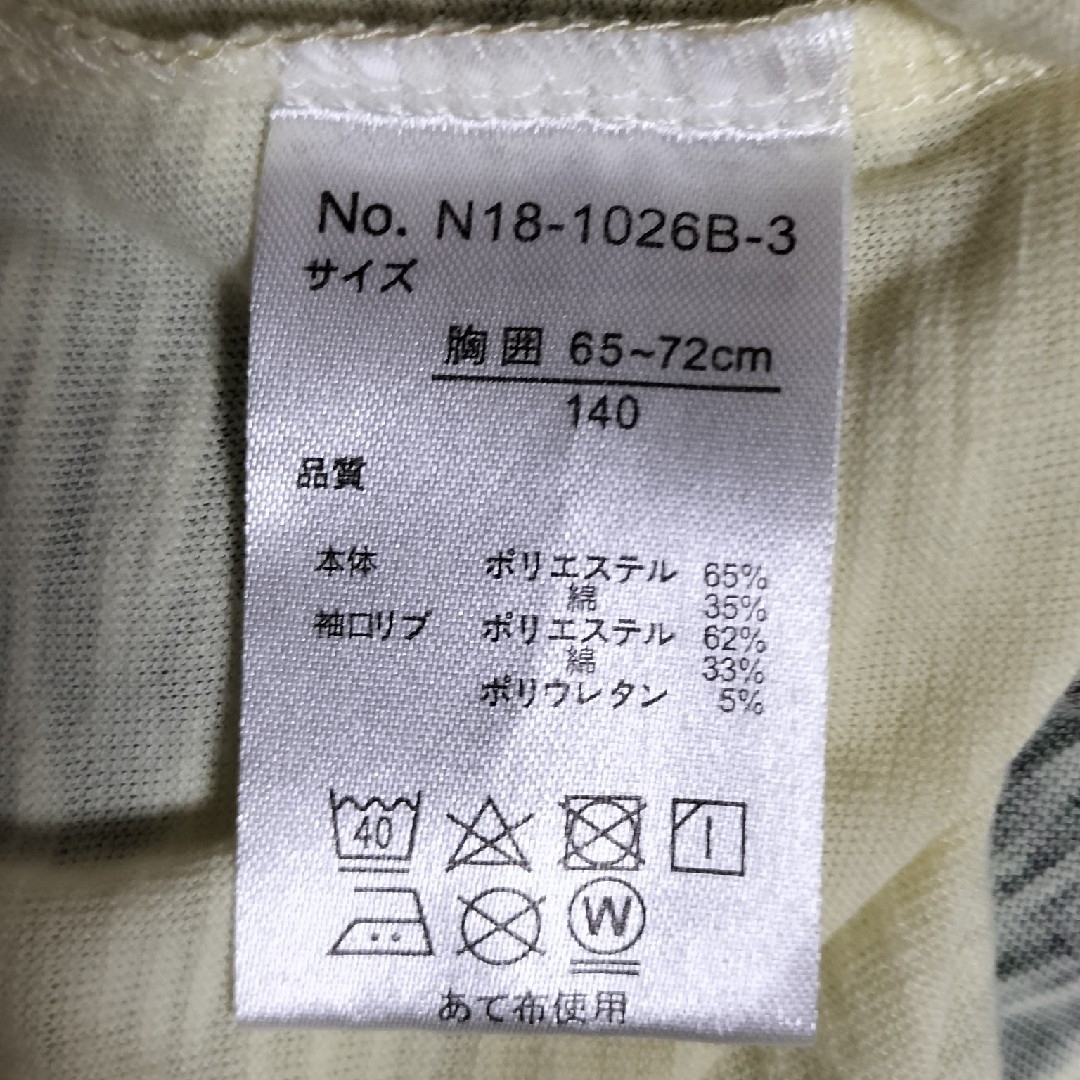 No. N18-1026B-3
サイズ
胸囲 65~72cm
140
品質
本体 ポリエステル 65%
綿 35%
袖口リブ ポリエステル 62%
綿 33%
ポリウレタン 5%
40
W
あて布使用